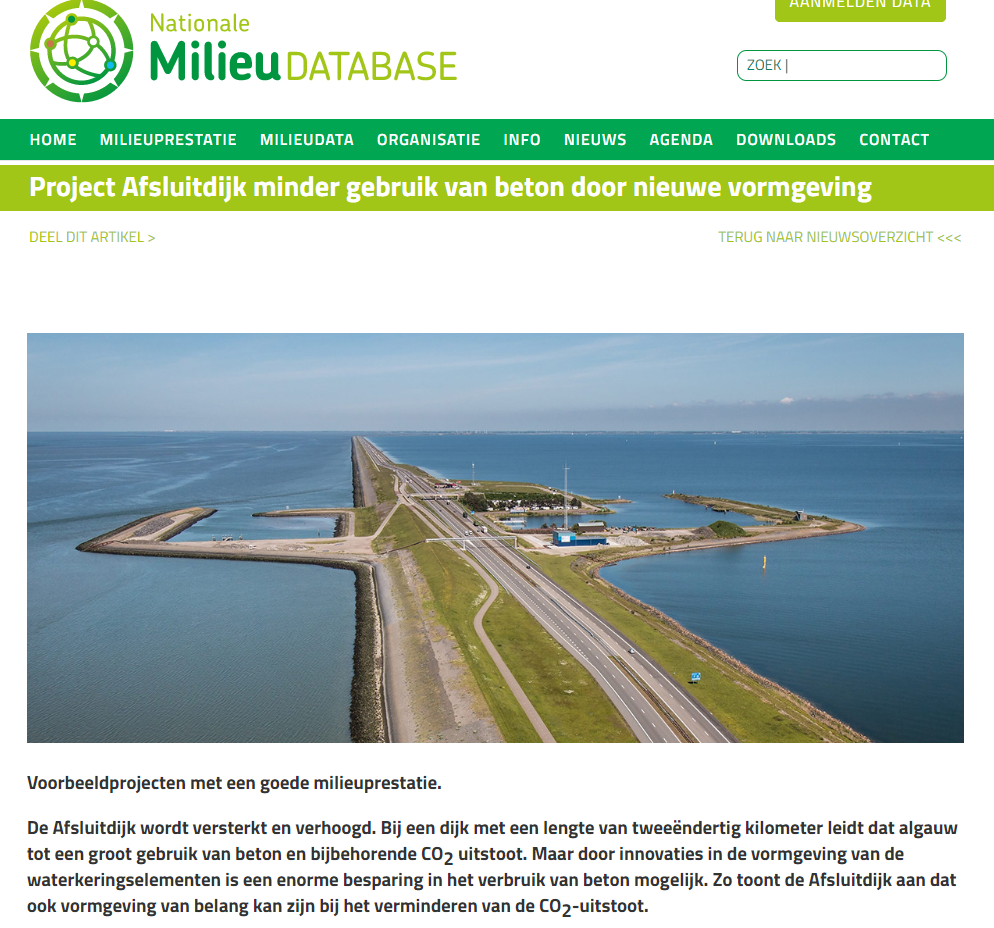 AANMELDEN DATA
Nationale
Milieu DATABASE
ZOEK |
HOME MILIEUPRESTATIE MILIEUDATA ORGANISATIE INFO NIEUWS AGENDA DOWNLOADS CONTACT
Project Afsluitdijk minder gebruik van beton door nieuwe vormgeving
DEEL DIT ARTIKEL > TERUG NAAR NIEUWSOVERZICHT <<<
Voorbeeldprojecten met een goede milieuprestatie.
De Afsluitdijk wordt versterkt en verhoogd. Bij een dijk met een lengte van tweeëndertig kilometer leidt dat algauw
tot een groot gebruik van beton en bijbehorende CO2 uitstoot. Maar door innovaties in de vormgeving van de
waterkeringselementen is een enorme besparing in het verbruik van beton mogelijk. Zo toont de Afsluitdijk aan dat
ook vormgeving van belang kan zijn bij het verminderen van de CO2-uitstoot.